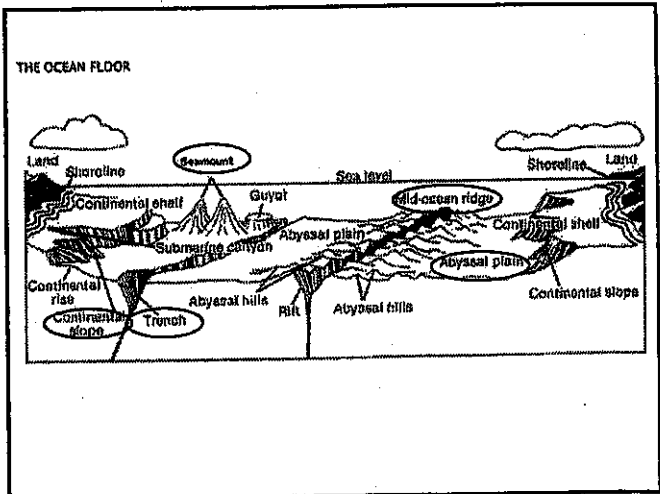 THE OCEAN FLOOR
Land
Shoreline
Seamount
Sea level
Shoreline
Land
Continental shelf
Guyot
Mid-ocean ridge
Submarine canyon
Abyssal plain
Continental shelf
Continental
rise
Abyssal hills
Rift
Abyssal hills
Abyssal plain
Continental slope
Continental
slope
Trench